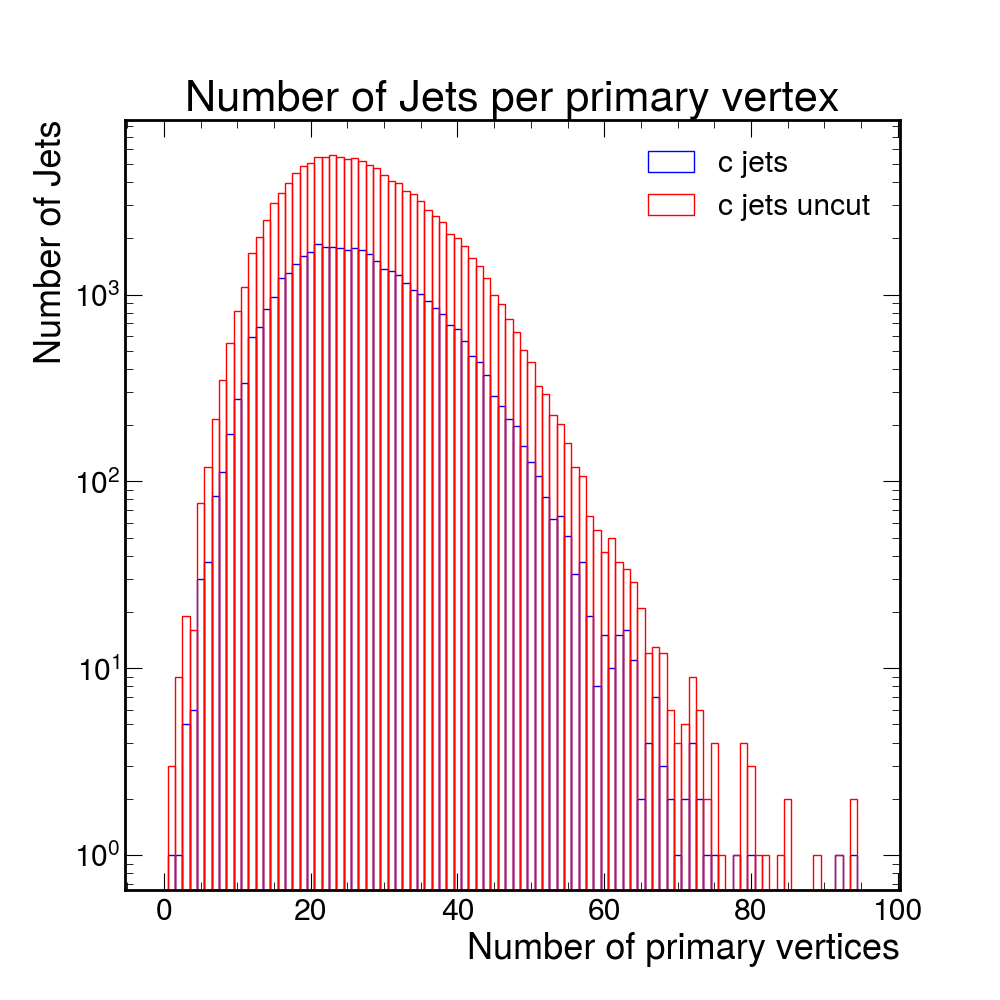 Number of Jets per primary vertex
Number of Jets
c jets
c jets uncut
10³
10²
10¹
10⁰
0 20 40 60 80 100
Number of primary vertices